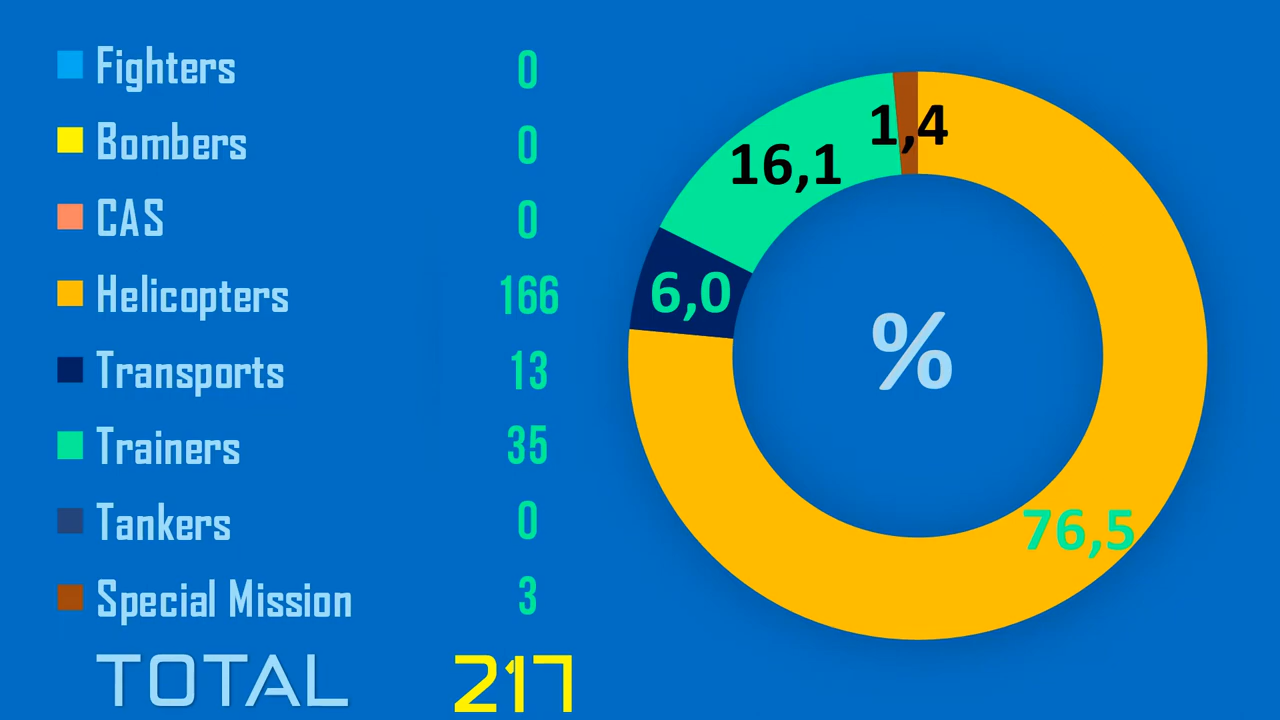 Fighters 0
Bombers 0
CAS 0
Helicopters 166
Transports 13
Trainers 35
Tankers 0
Special Mission 3
TOTAL 217
1,4
16,1
6,0
%
76,5